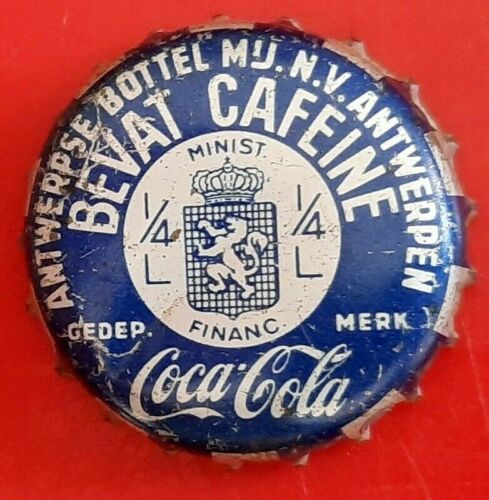 ANTWERPSE BOTTEL MIJ. N.V. ANTWERPEN
BEVAT CAFEINE
MINIST.
1/4 L
1/4 L
FINANC.
GEDEP. MERK
Coca-Cola